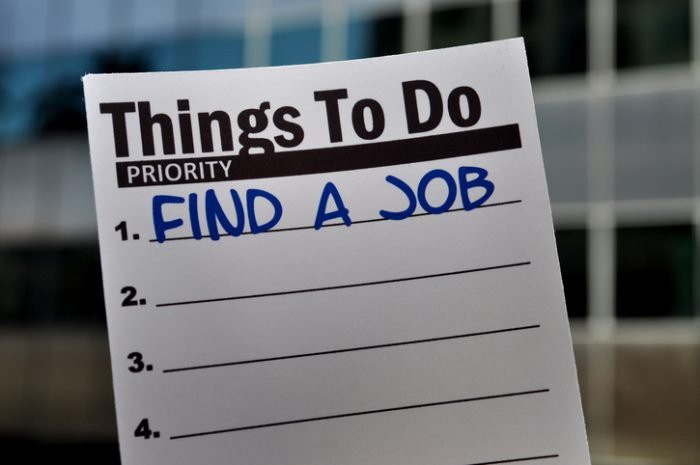 Things To Do
PRIORITY
1. FIND A JOB
2.
3.
4.